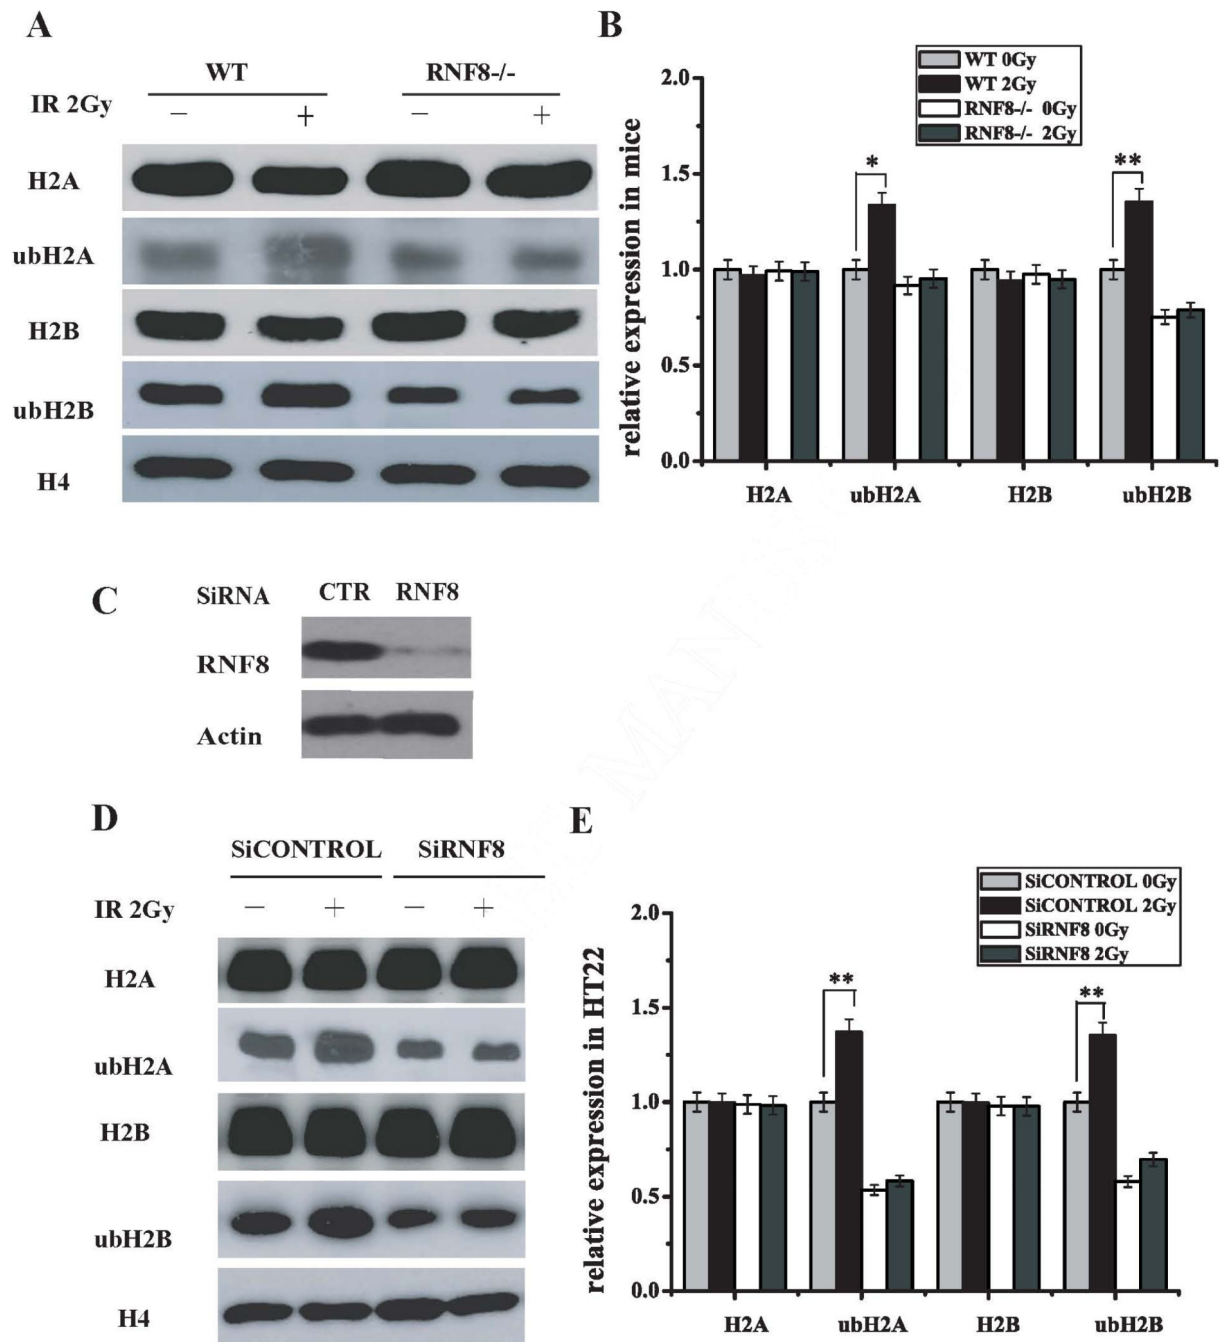 A
WT RNF8-/-
IR 2Gy − + − +
H2A
ubH2A
H2B
ubH2B
H4
B
WT 0Gy
WT 2Gy
RNF8-/- 0Gy
RNF8-/- 2Gy
relative expression in mice
2.0
1.5
1.0
0.5
0.0
* **
H2A ubH2A H2B ubH2B
C
SiRNA CTR RNF8
RNF8
Actin
D
SiCONTROL SiRNF8
IR 2Gy − + − +
H2A
ubH2A
H2B
ubH2B
H4
E
SiCONTROL 0Gy
SiCONTROL 2Gy
SiRNF8 0Gy
SiRNF8 2Gy
relative expression in HT22
2.0
1.5
1.0
0.5
0.0
** **
H2A ubH2A H2B ubH2B